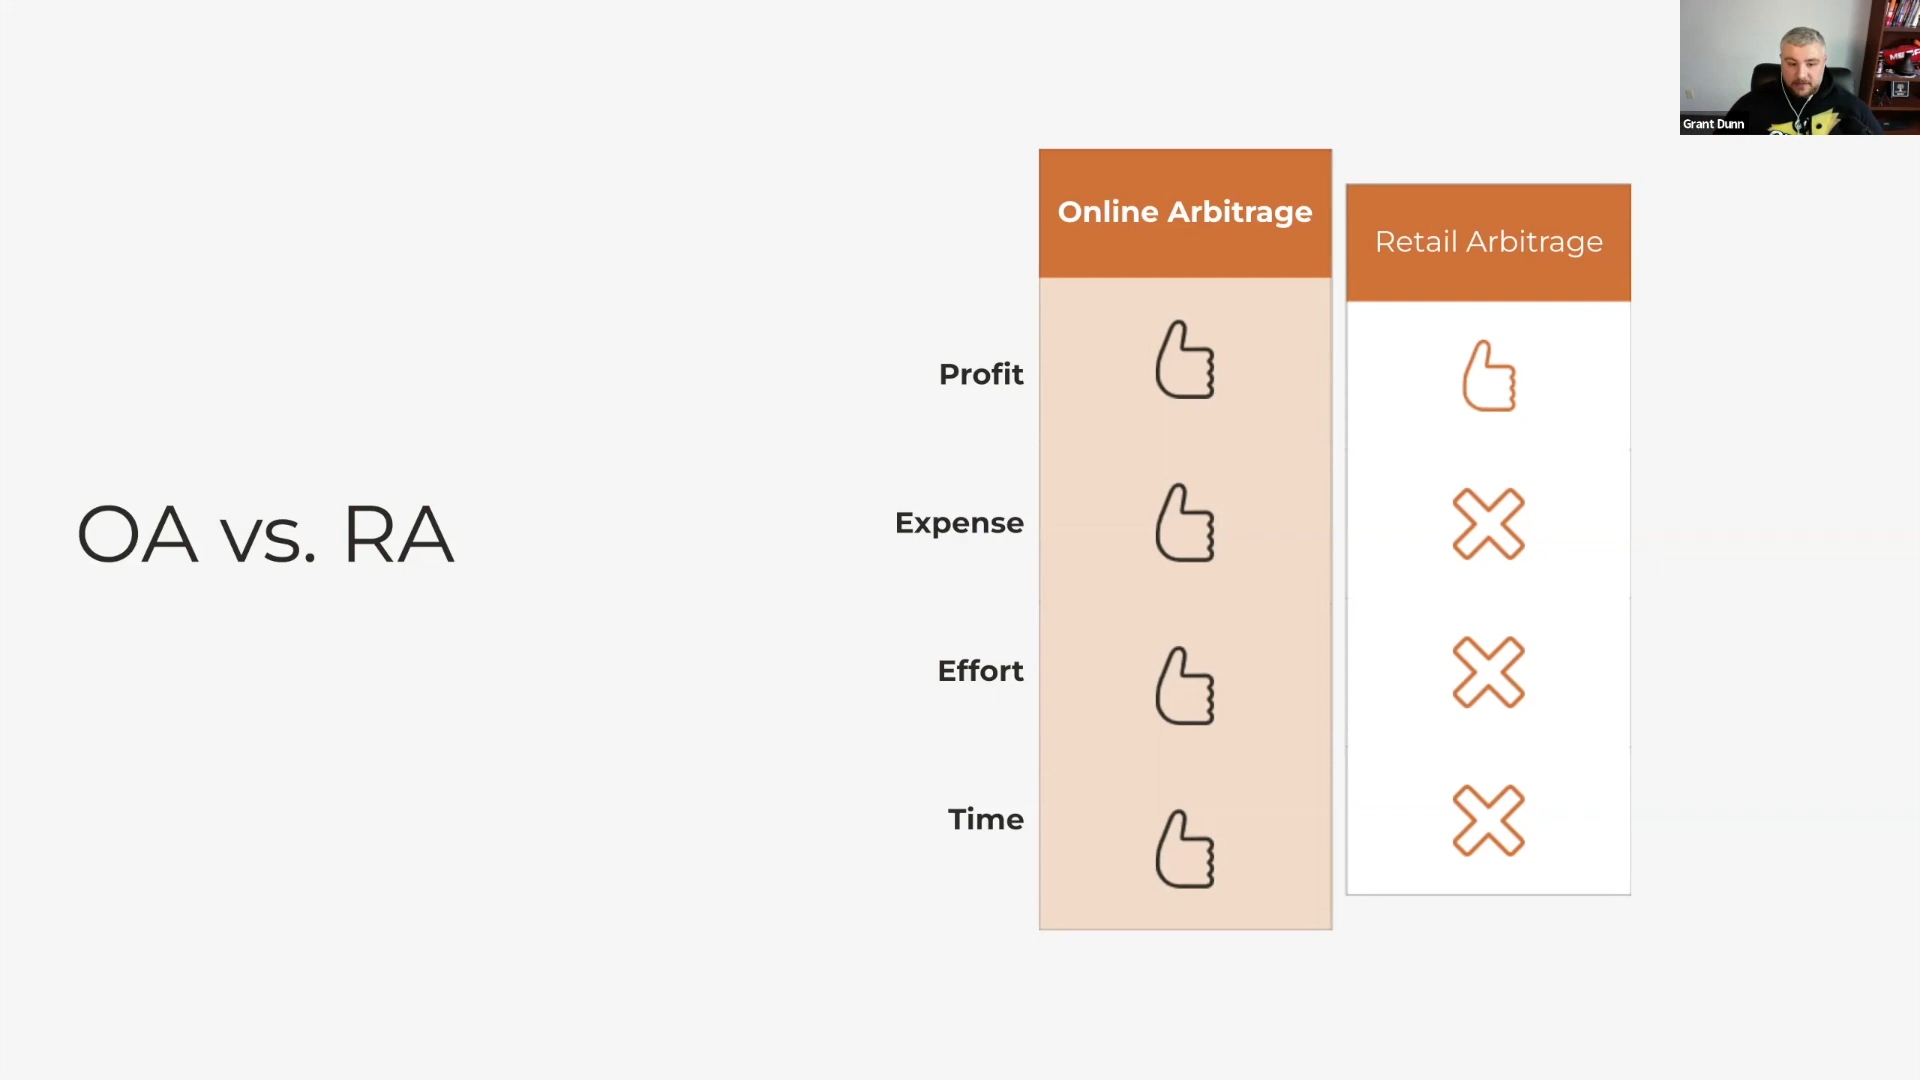 Grant Dunn
Online Arbitrage
Retail Arbitrage
Profit
Expense
OA vs. RA
Effort
Time